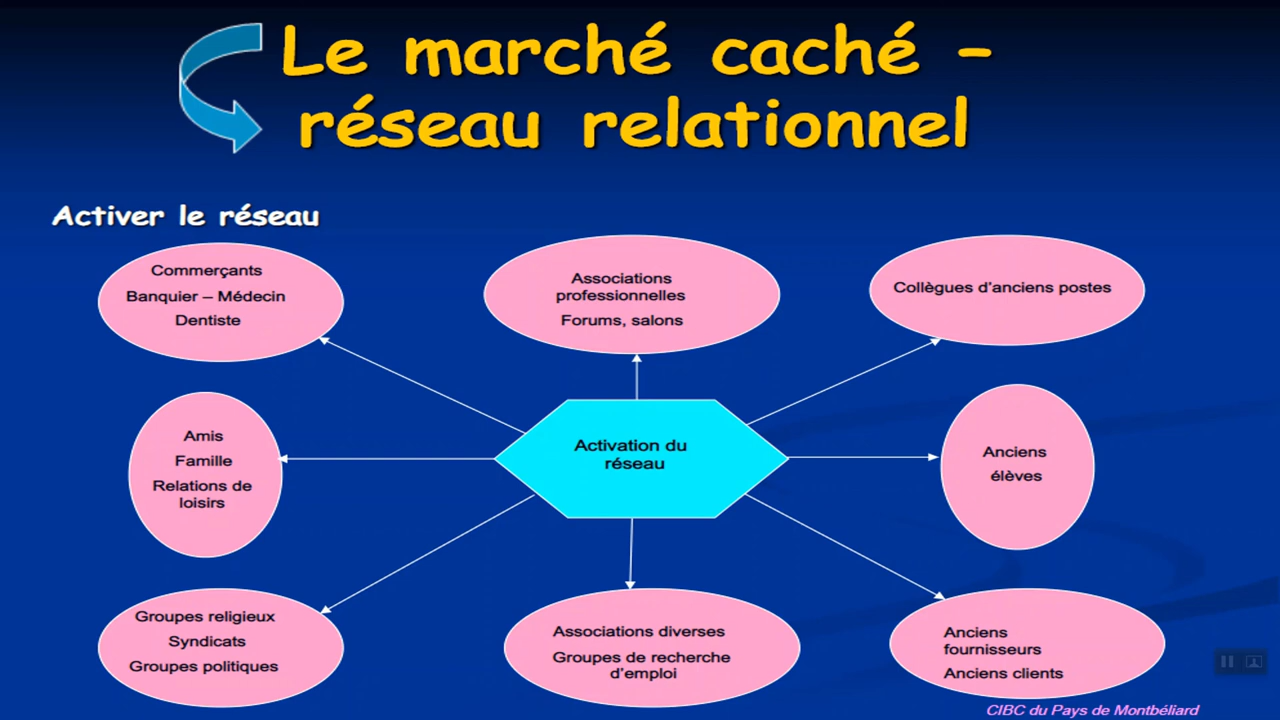 Le marché caché –
réseau relationnel
Activer le réseau
Commerçants
Banquier – Médecin
Dentiste
Associations
professionnelles
Forums, salons
Collègues d'anciens postes
Amis
Famille
Relations de
loisirs
Activation du
réseau
Anciens
élèves
Groupes religieux
Syndicats
Groupes politiques
Associations diverses
Groupes de recherche
d'emploi
Anciens
fournisseurs
Anciens clients
CIBC du Pays de Montbéliard